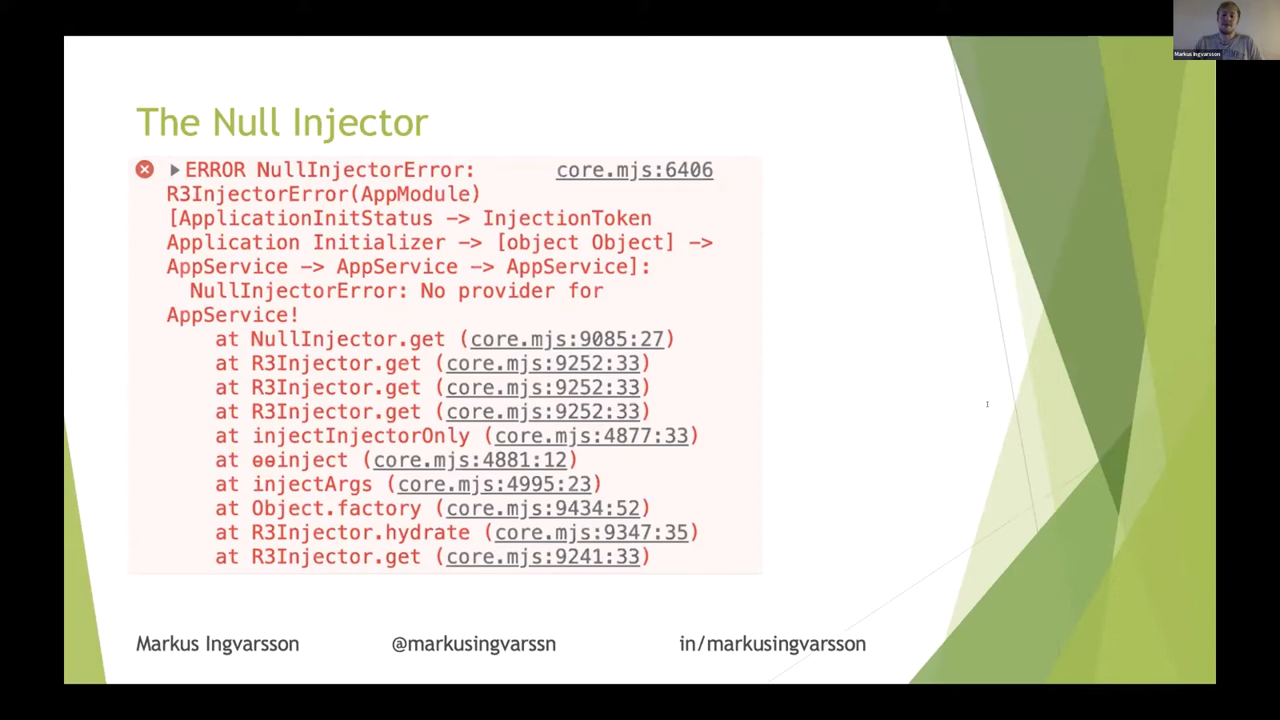 Markus Ingvarsson
The Null Injector
ERROR NullInjectorError: core.mjs:6406
R3InjectorError(AppModule)
[ApplicationInitStatus -> InjectionToken
Application Initializer -> [object Object] ->
AppService -> AppService -> AppService]:
NullInjectorError: No provider for
AppService!
at NullInjector.get (core.mjs:9085:27)
at R3Injector.get (core.mjs:9252:33)
at R3Injector.get (core.mjs:9252:33)
at R3Injector.get (core.mjs:9252:33)
at injectInjectorOnly (core.mjs:4877:33)
at ɵɵinject (core.mjs:4881:12)
at injectArgs (core.mjs:4995:23)
at Object.factory (core.mjs:9434:52)
at R3Injector.hydrate (core.mjs:9347:35)
at R3Injector.get (core.mjs:9241:33)
Markus Ingvarsson @markusingvarssn in/markusingvarsson